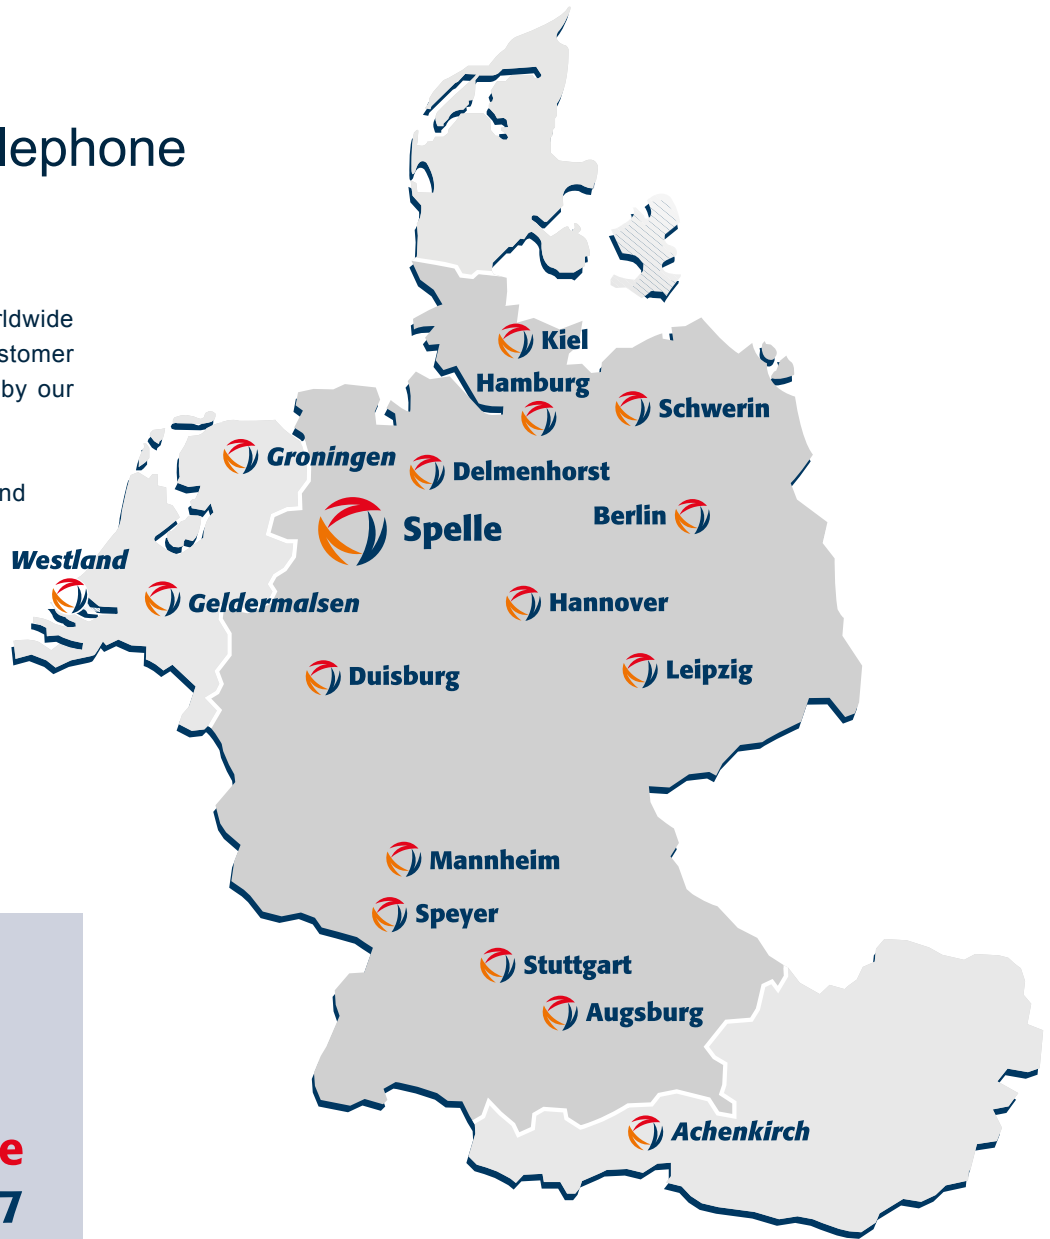 lephone
rldwide
stomer
by our
nd
Kiel
Hamburg
Schwerin
Groningen
Delmenhorst
Berlin
Spelle
Westland
Geldermalsen
Hannover
Duisburg
Leipzig
Mannheim
Speyer
Stuttgart
Augsburg
Achenkirch
e
7